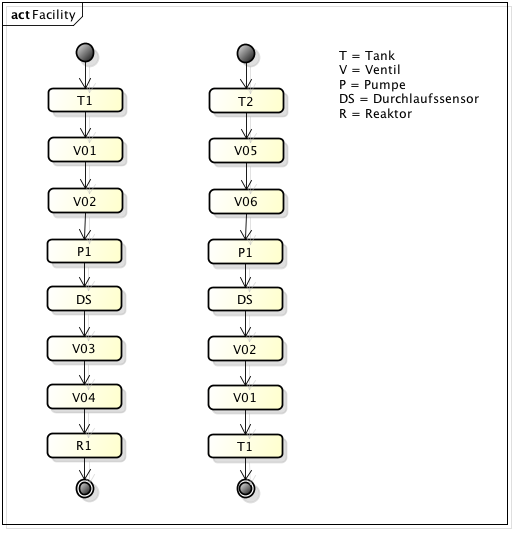 act Facility
T = Tank
V = Ventil
P = Pumpe
DS = Durchlaufssensor
R = Reaktor
T1
V01
V02
P1
DS
V03
V04
R1
T2
V05
V06
P1
DS
V02
V01
T1